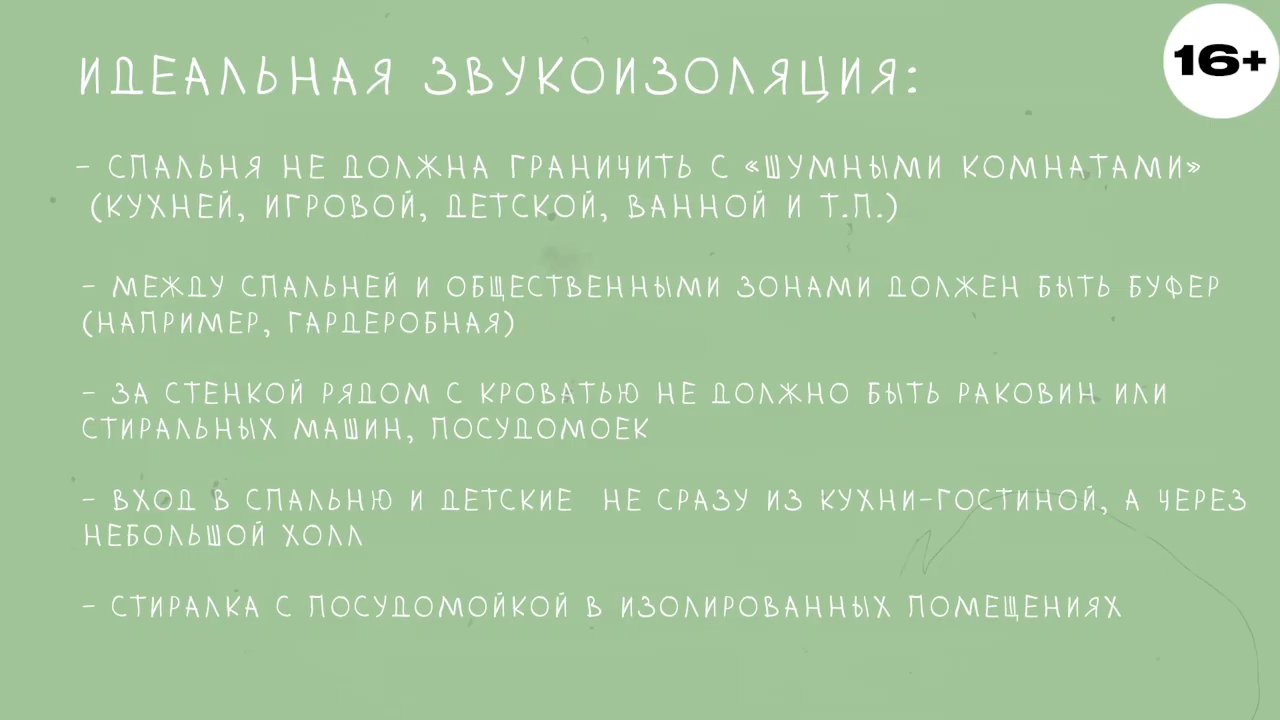 ИДЕАЛЬНАЯ ЗВУКОИЗОЛЯЦИЯ:
16+
- СПАЛЬНЯ НЕ ДОЛЖНА ГРАНИЧИТЬ С «ШУМНЫМИ КОМНАТАМИ»
(КУХНЕЙ, ИГРОВОЙ, ДЕТСКОЙ, ВАННОЙ И Т.П.)
- МЕЖДУ СПАЛЬНЕЙ И ОБЩЕСТВЕННЫМИ ЗОНАМИ ДОЛЖЕН БЫТЬ БУФЕР
(НАПРИМЕР, ГАРДЕРОБНАЯ)
- ЗА СТЕНКОЙ РЯДОМ С КРОВАТЬЮ НЕ ДОЛЖНО БЫТЬ РАКОВИН ИЛИ
СТИРАЛЬНЫХ МАШИН, ПОСУДОМОЕК
- ВХОД В СПАЛЬНЮ И ДЕТСКИЕ НЕ СРАЗУ ИЗ КУХНИ-ГОСТИНОЙ, А ЧЕРЕЗ
НЕБОЛЬШОЙ ХОЛЛ
- СТИРАЛКА С ПОСУДОМОЙКОЙ В ИЗОЛИРОВАННЫХ ПОМЕЩЕНИЯХ